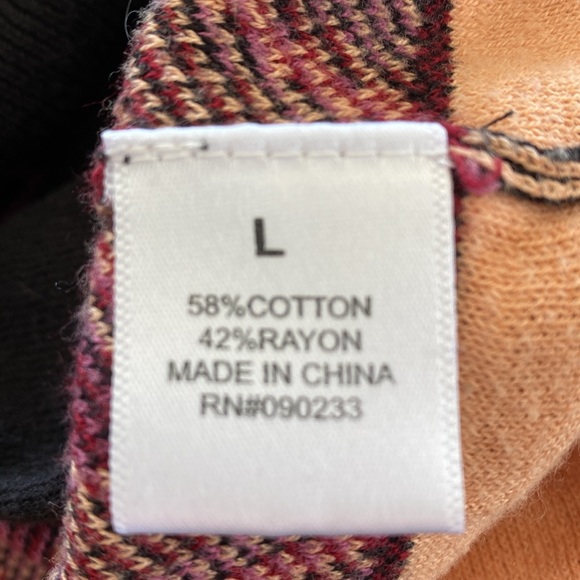 L
58%COTTON
42%RAYON
MADE IN CHINA
RN#090233